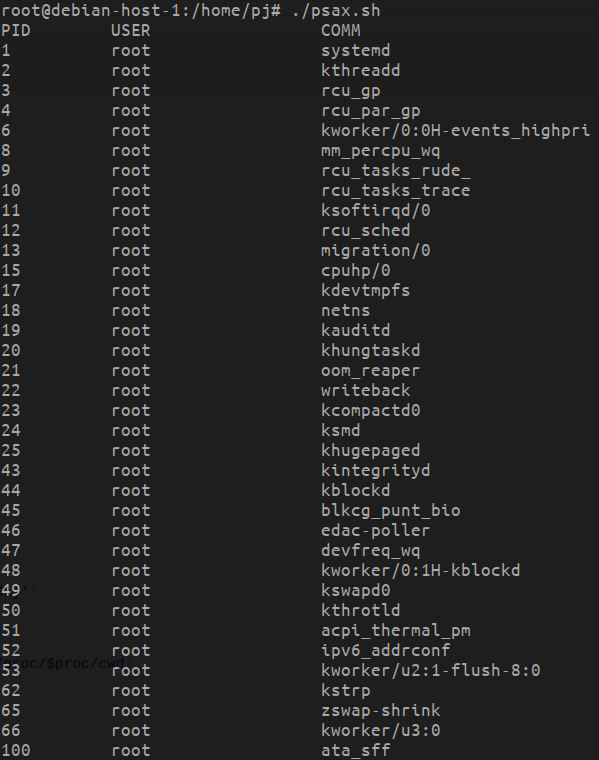 root@debian-host-1:/home/pj# ./psax.sh
PID USER COMM
1 root systemd
2 root kthreadd
3 root rcu_gp
4 root rcu_par_gp
6 root kworker/0:0H-events_highpri
8 root mm_percpu_wq
9 root rcu_tasks_rude_
10 root rcu_tasks_trace
11 root ksoftirqd/0
12 root rcu_sched
13 root migration/0
15 root cpuhp/0
17 root kdevtmpfs
18 root netns
19 root kauditd
20 root khungtaskd
21 root oom_reaper
22 root writeback
23 root kcompactd0
24 root ksmd
25 root khugepaged
43 root kintegrityd
44 root kblockd
45 root blkcg_punt_bio
46 root edac-poller
47 root devfreq_wq
48 root kworker/0:1H-kblockd
49 root kswapd0
50 root kthrotld
51 root acpi_thermal_pm
52 root ipv6_addrconf
/$proc/cwd
53 root kworker/u2:1-flush-8:0
62 root kstrp
65 root zswap-shrink
66 root kworker/u3:0
100 root ata_sff